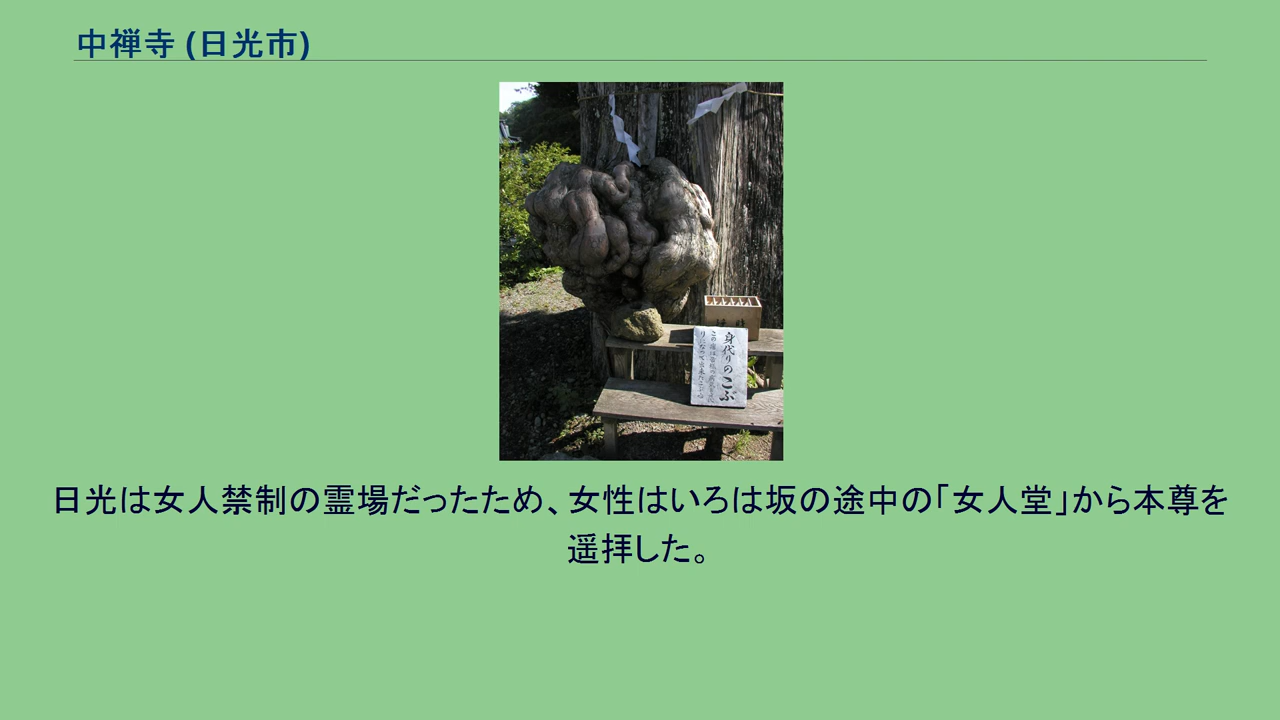 中禅寺 (日光市)
身代りのこぶ
日光は女人禁制の霊場だったため、女性はいろは坂の途中の「女人堂」から本尊を
遥拝した。